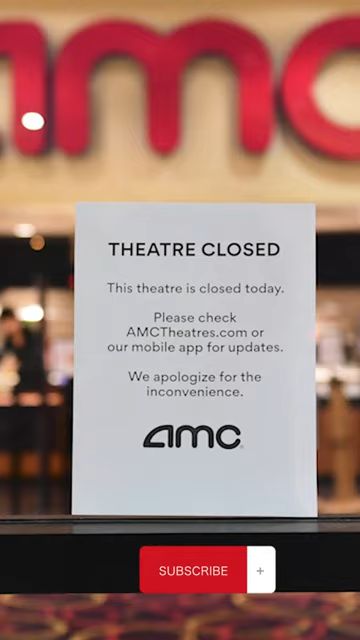 amc
THEATRE CLOSED
This theatre is closed today.
Please check
AMCTheatres.com or
our mobile app for updates.
We apologize for the
inconvenience.
amc
SUBSCRIBE +